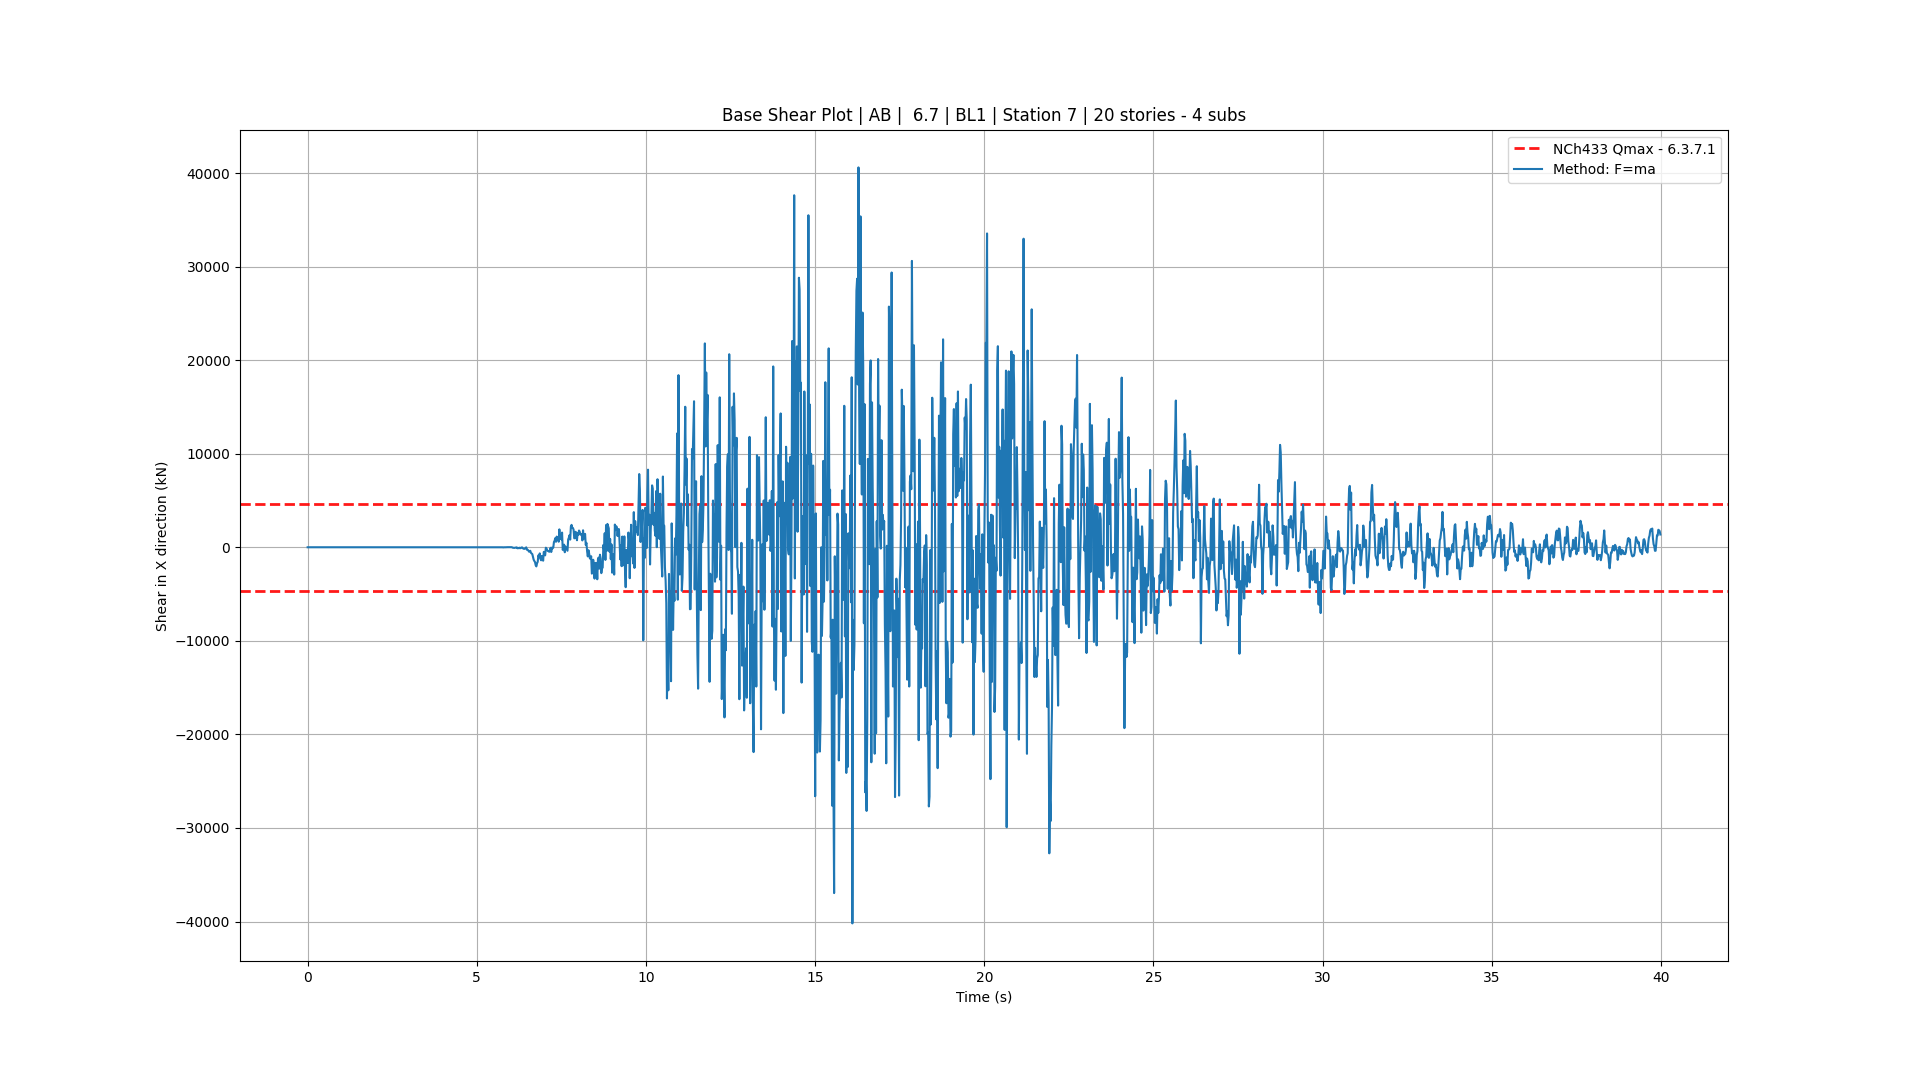 Base Shear Plot | AB |  6.7 | BL1 | Station 7 | 20 stories - 4 subs
NCh433 Qmax - 6.3.7.1
Method: F=ma
Shear in X direction (kN)
40000
30000
20000
10000
0
−10000
−20000
−30000
−40000
0 5 10 15 20 25 30 35 40
Time (s)